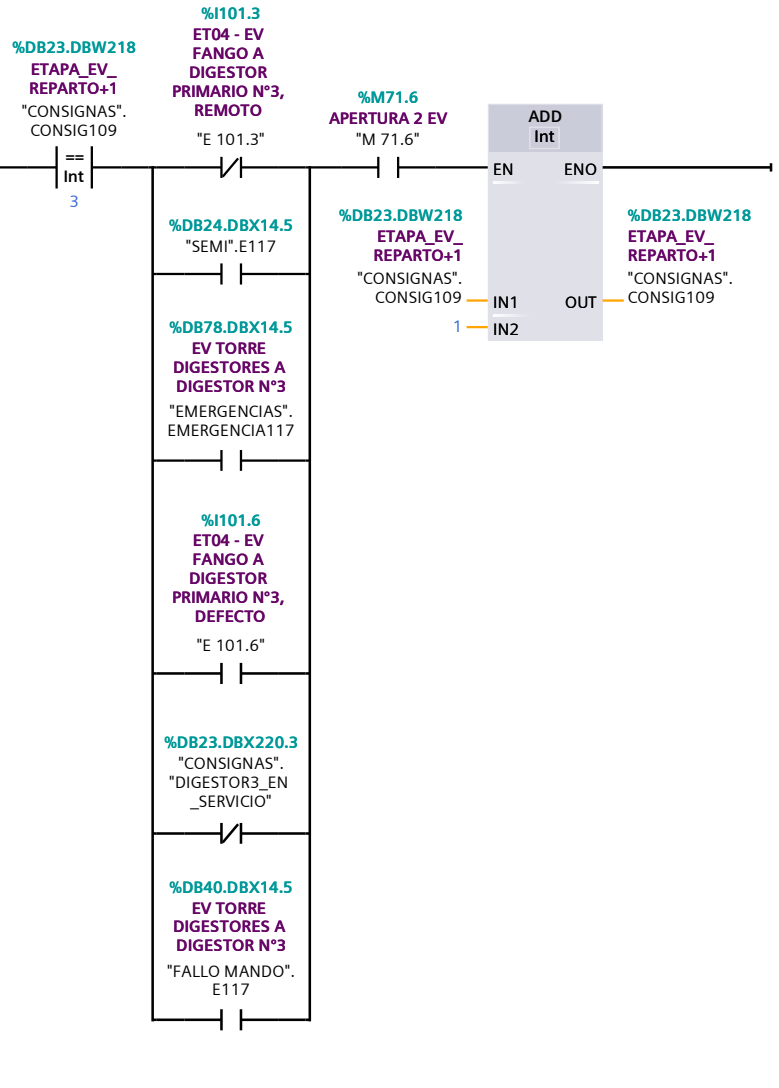 %I101.3
ET04 - EV
FANGO A
DIGESTOR
PRIMARIO Nº3,
REMOTO
"E 101.3"
%DB23.DBW218
ETAPA_EV_
REPARTO+1
"CONSIGNAS".
CONSIG109
==
Int
3
%M71.6
APERTURA 2 EV
"M 71.6"
ADD
Int
EN
ENO
%DB23.DBW218
ETAPA_EV_
REPARTO+1
"CONSIGNAS".
CONSIG109
IN1
1
IN2
OUT
%DB23.DBW218
ETAPA_EV_
REPARTO+1
"CONSIGNAS".
CONSIG109
%DB24.DBX14.5
"SEMI".E117
%DB78.DBX14.5
EV TORRE
DIGESTORES A
DIGESTOR Nº3
"EMERGENCIAS".
EMERGENCIA117
%I101.6
ET04 - EV
FANGO A
DIGESTOR
PRIMARIO Nº3,
DEFECTO
"E 101.6"
%DB23.DBX220.3
"CONSIGNAS".
"DIGESTOR3_EN
_SERVICIO"
%DB40.DBX14.5
EV TORRE
DIGESTORES A
DIGESTOR Nº3
"FALLO MANDO".
E117